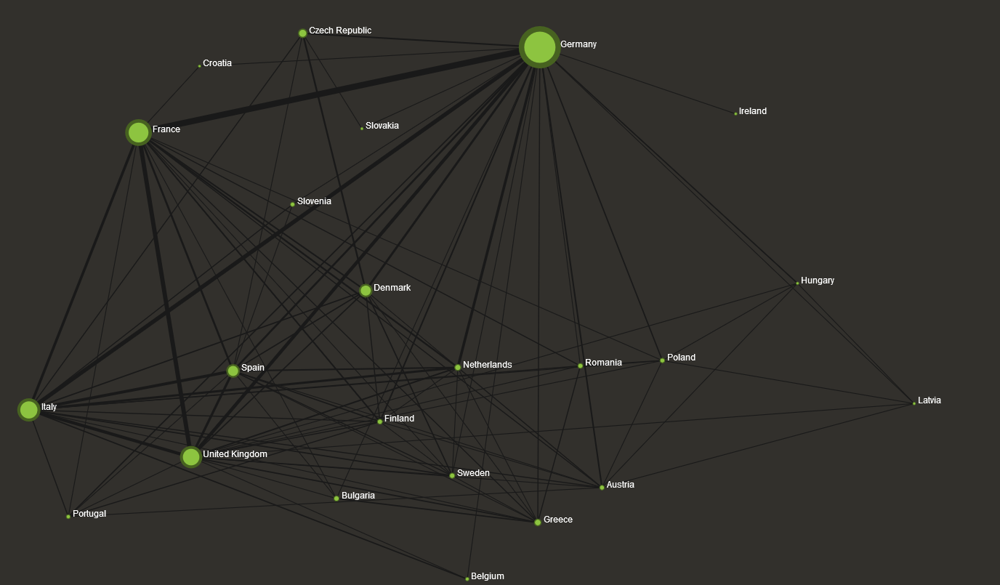 Czech Republic
Germany
Croatia
Ireland
Slovakia
France
Slovenia
Hungary
Denmark
Poland
Romania
Netherlands
Spain
Latvia
Italy
Finland
United Kingdom
Sweden
Austria
Bulgaria
Portugal
Greece
Belgium